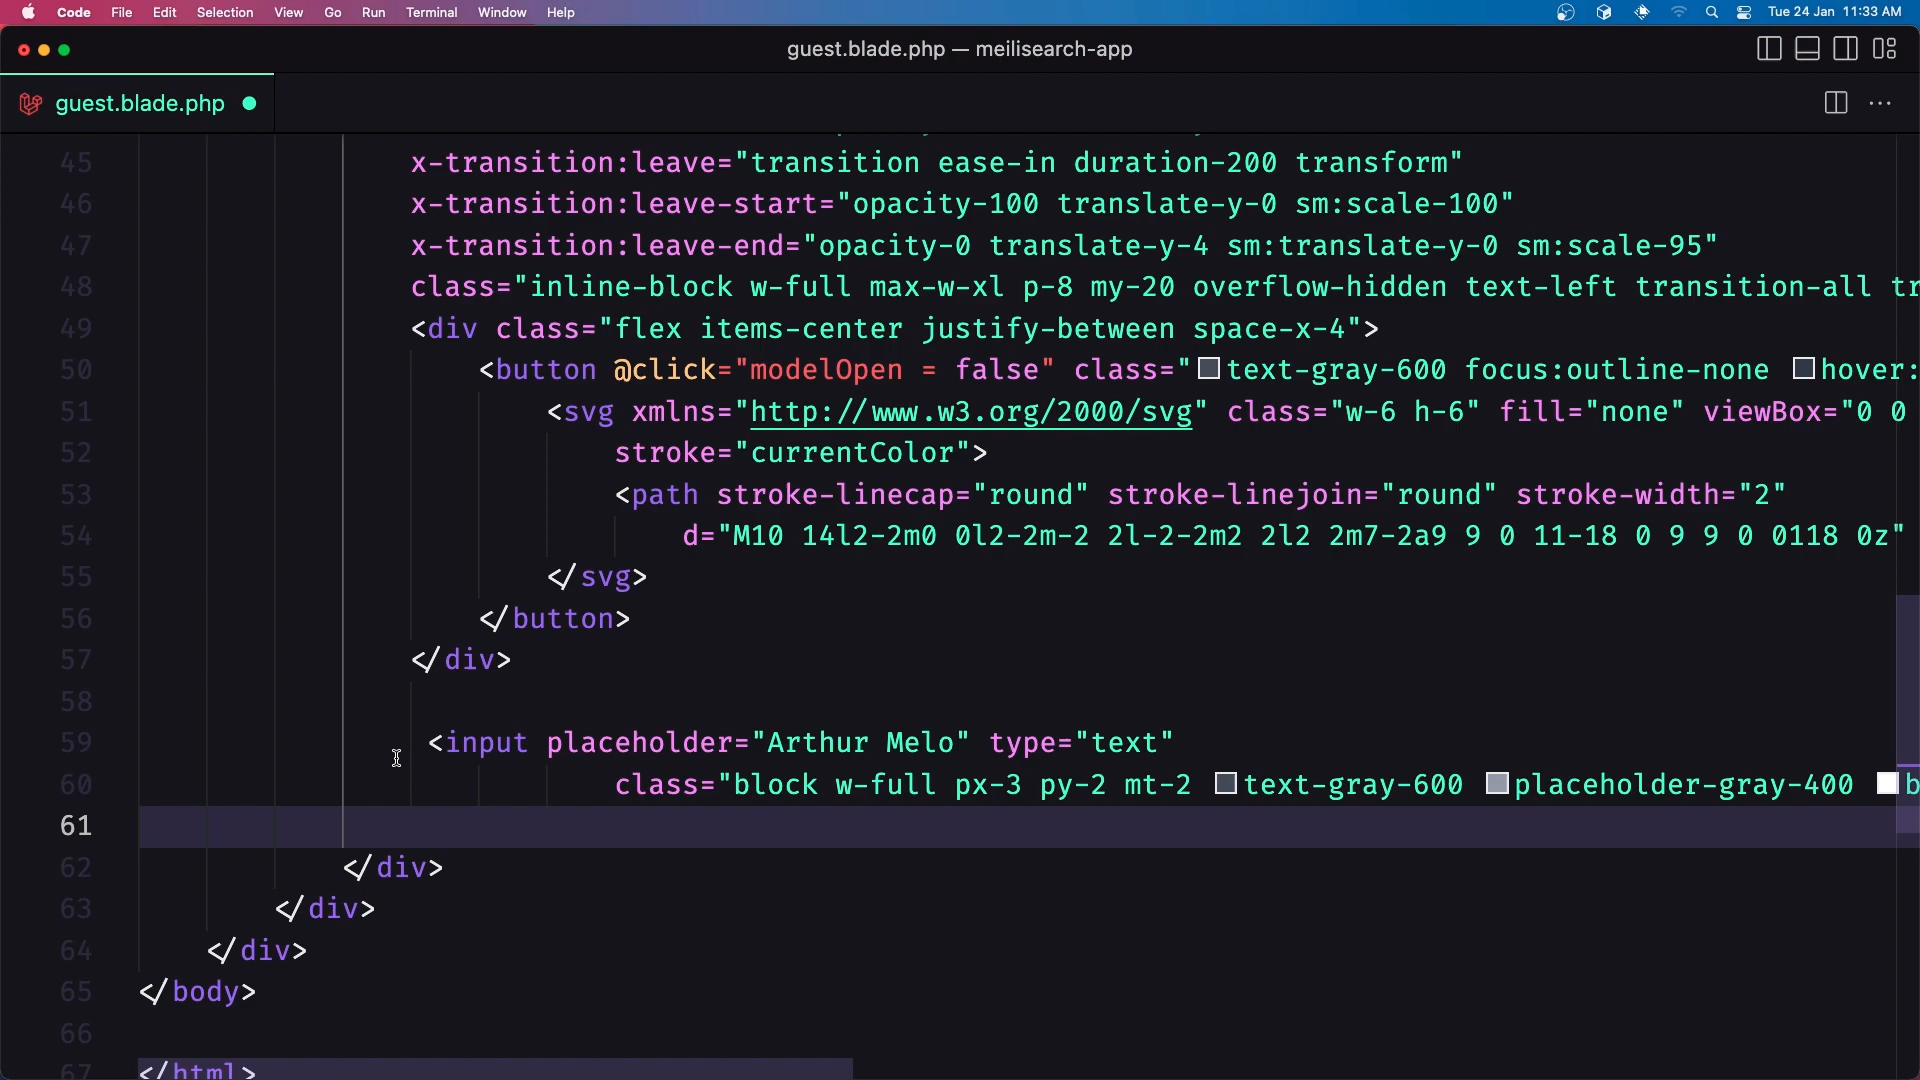 Code File Edit Selection View Go Run Terminal Window Help Tue 24 Jan 11:33 AM
guest.blade.php — meilisearch-app
guest.blade.php
45 x-transition:leave="transition ease-in duration-200 transform"
46 x-transition:leave-start="opacity-100 translate-y-0 sm:scale-100"
47 x-transition:leave-end="opacity-0 translate-y-4 sm:translate-y-0 sm:scale-95"
48 class="inline-block w-full max-w-xl p-8 my-20 overflow-hidden text-left transition-all tr
49 <div class="flex items-center justify-between space-x-4">
50 <button @click="modelOpen = false" class="text-gray-600 focus:outline-none hover:
51 <svg xmlns="http://www.w3.org/2000/svg" class="w-6 h-6" fill="none" viewBox="0 0
52 stroke="currentColor">
53 <path stroke-linecap="round" stroke-linejoin="round" stroke-width="2"
54 d="M10 14l2-2m0 0l2-2m-2 2l-2-2m2 2l2 2m7-2a9 9 0 11-18 0 9 9 0 0118 0z"
55 </svg>
56 </button>
57 </div>
58
59 <input placeholder="Arthur Melo" type="text"
60 class="block w-full px-3 py-2 mt-2 text-gray-600 placeholder-gray-400 b
61
62 </div>
63 </div>
64 </div>
65 </body>
66
67 </html>